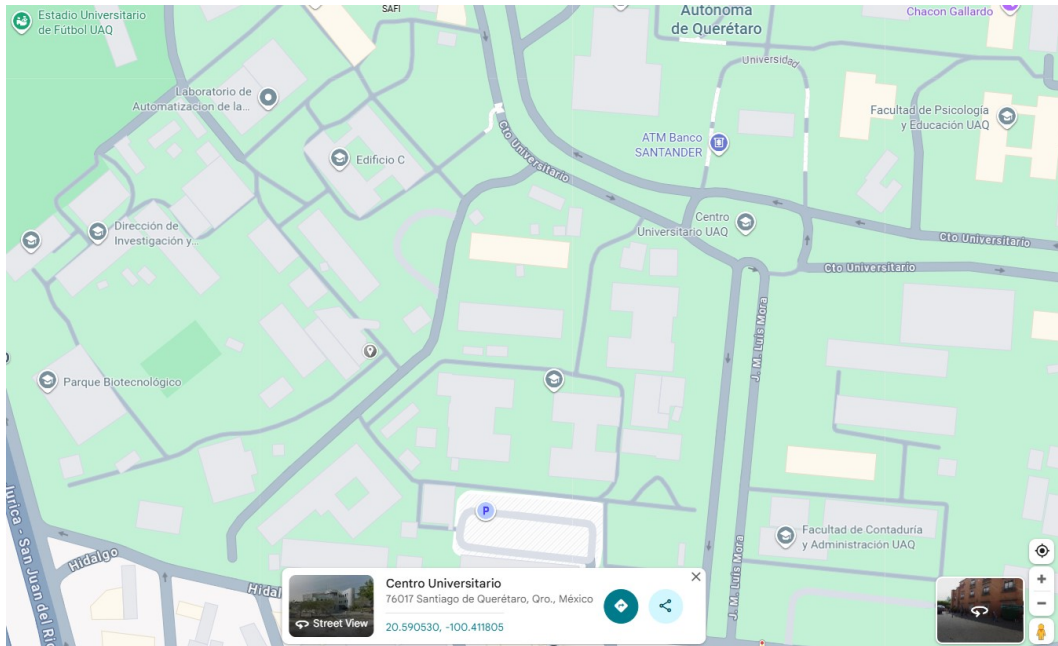 Estadio Universitario
de Fútbol UAQ
SAFI
Autónoma
de Querétaro
Chacon Gallardo
Universidad
Laboratorio de
Automatizacion de la...
Facultad de Psicología
y Educación UAQ
Cto Universitario
ATM Banco
SANTANDER
Edificio C
Dirección de
Investigación y...
Centro
Universitario UAQ
Cto Universitario
Cto Universitario
J. M. Luis Mora
Parque Biotecnológico
P
Facultad de Contaduría
y Administración UAQ
Hidalgo
J. M. Luis Mora
San Juan del
Centro Universitario
76017 Santiago de Querétaro, Qro., México
Street View
20.590530, -100.411805